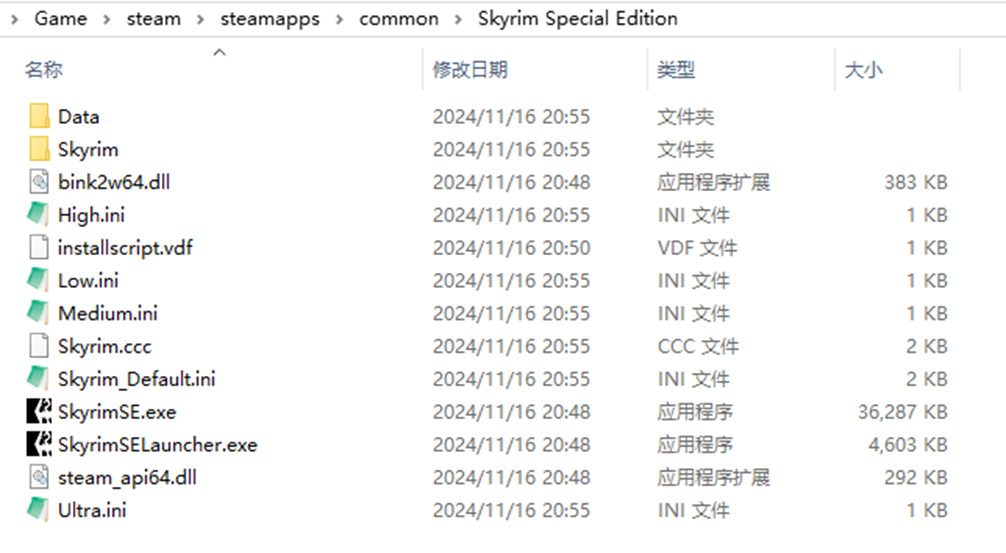 Game steam steamapps common Skyrim Special Edition
名称 修改日期 类型 大小
Data 2024/11/16 20:55 文件夹
Skyrim 2024/11/16 20:55 文件夹
bink2w64.dll 2024/11/16 20:48 应用程序扩展 383 KB
High.ini 2024/11/16 20:55 INI 文件 1 KB
installscript.vdf 2024/11/16 20:50 VDF 文件 1 KB
Low.ini 2024/11/16 20:55 INI 文件 1 KB
Medium.ini 2024/11/16 20:55 INI 文件 1 KB
Skyrim.ccc 2024/11/16 20:55 CCC 文件 2 KB
Skyrim_Default.ini 2024/11/16 20:55 INI 文件 2 KB
SkyrimSE.exe 2024/11/16 20:48 应用程序 36,287 KB
SkyrimSELauncher.exe 2024/11/16 20:48 应用程序 4,603 KB
steam_api64.dll 2024/11/16 20:48 应用程序扩展 292 KB
Ultra.ini 2024/11/16 20:55 INI 文件 1 KB